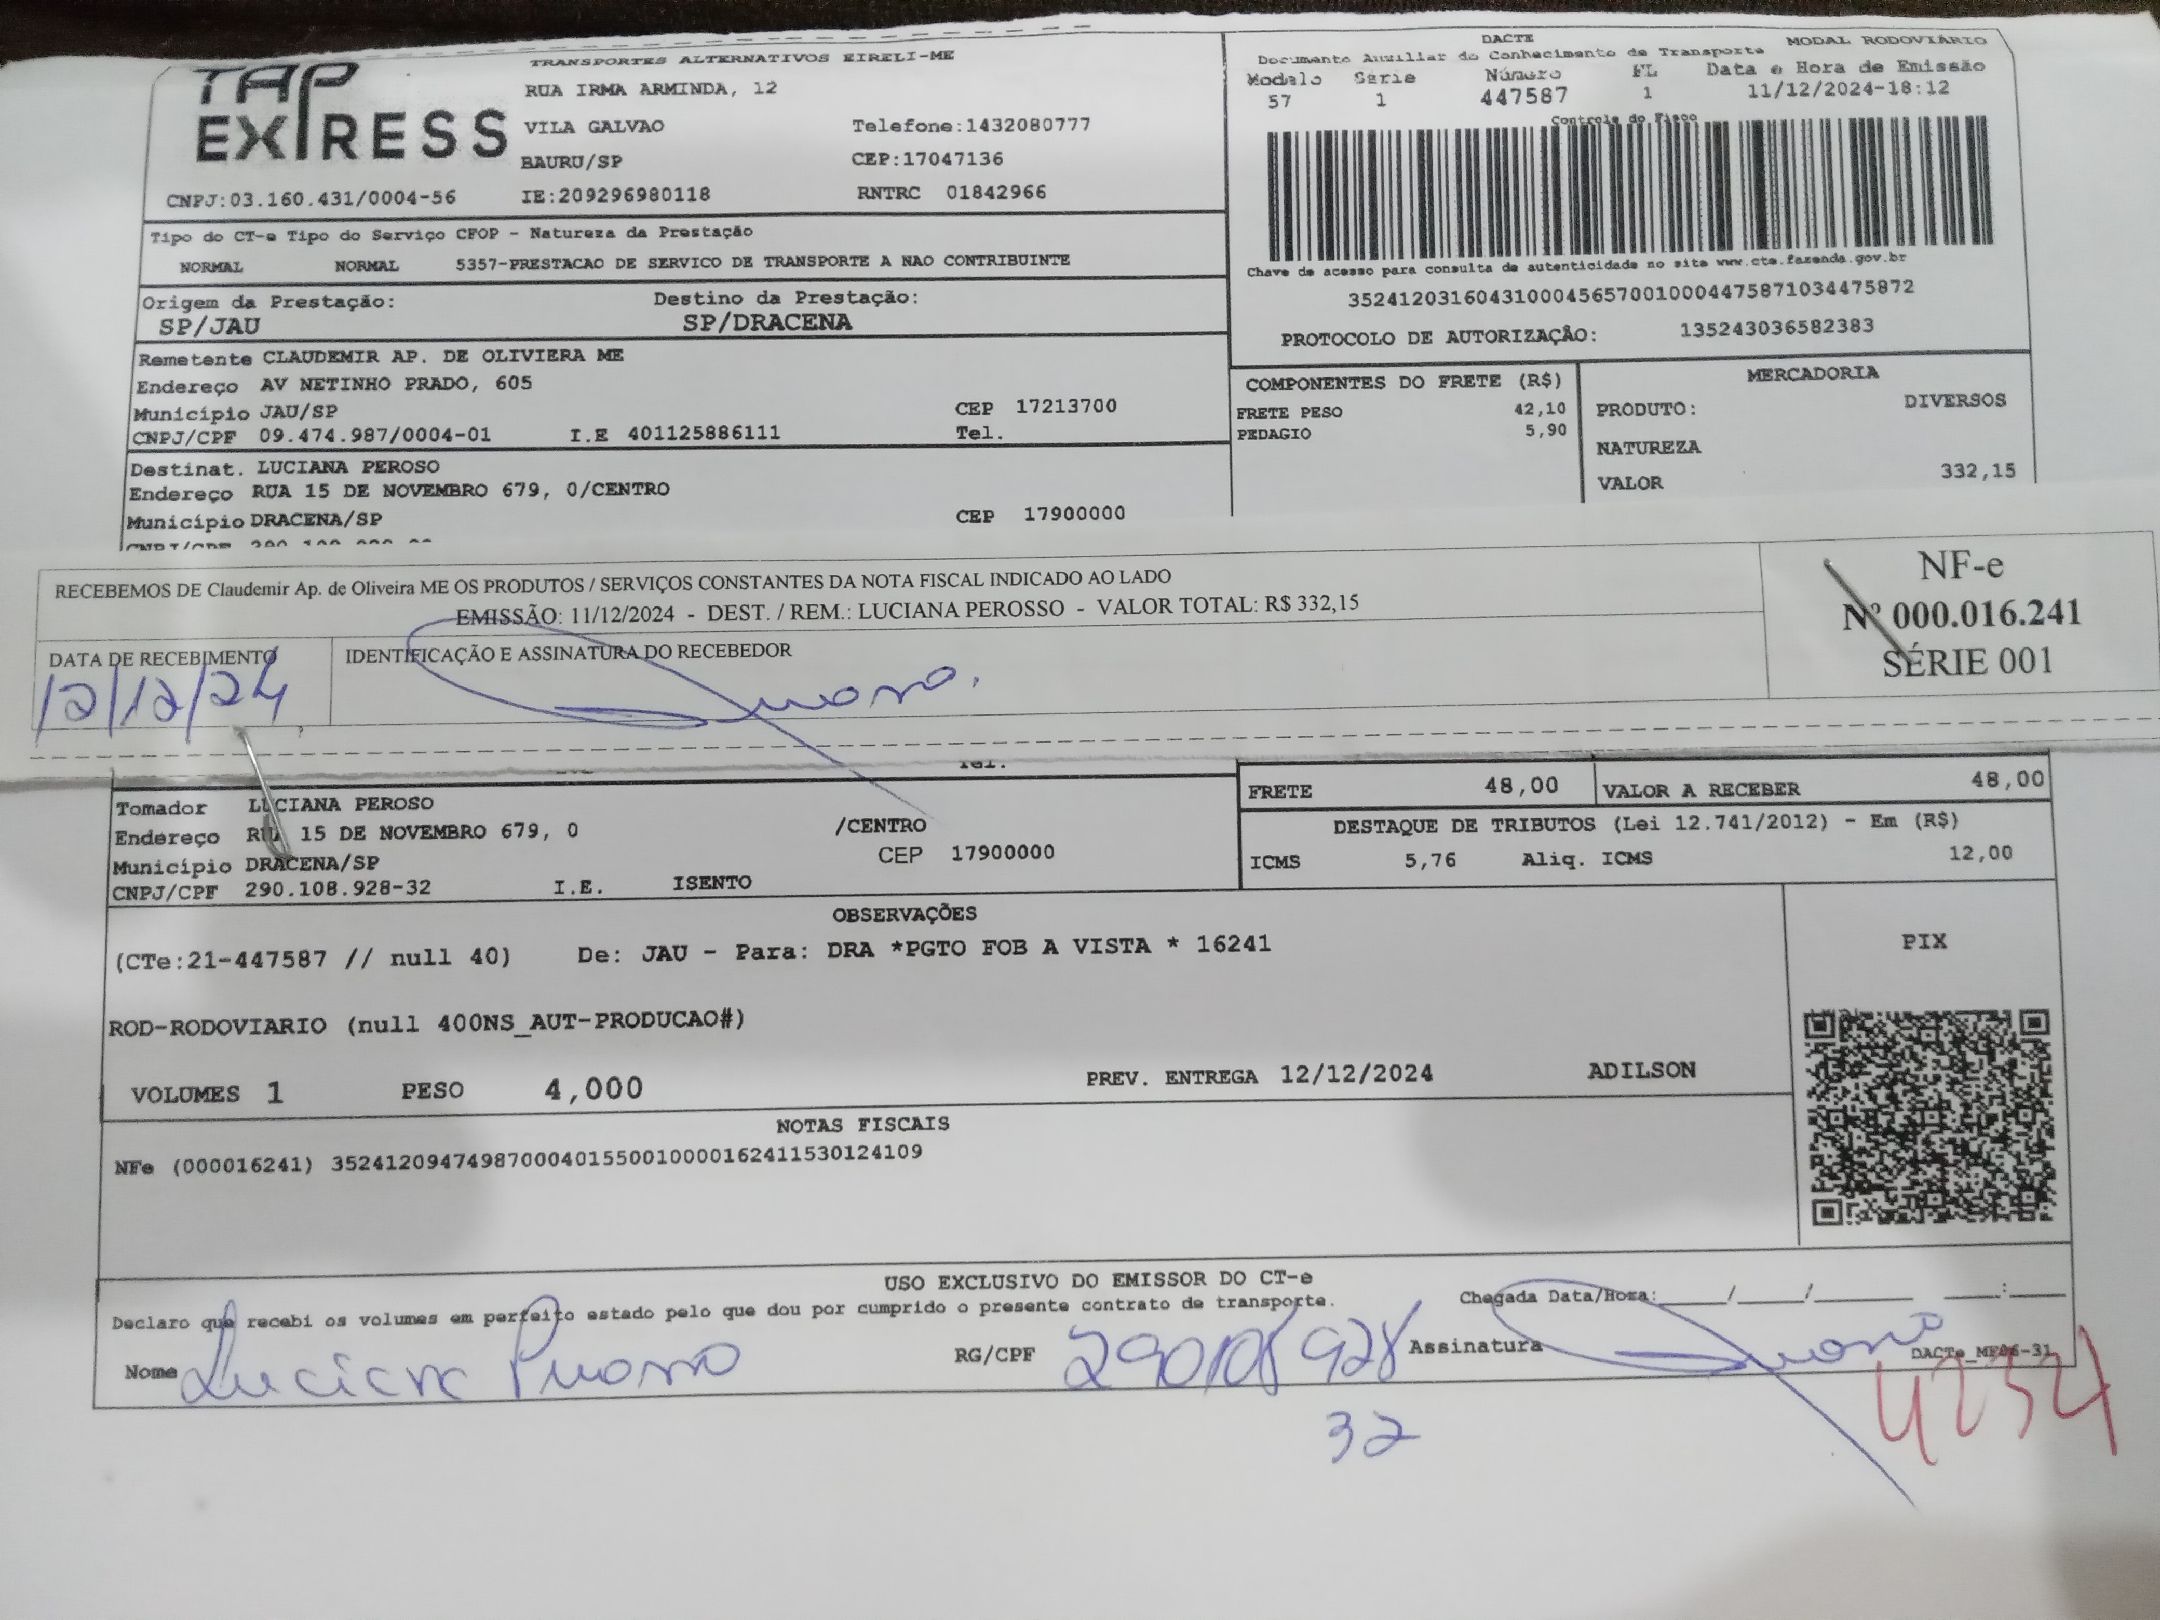 TAP EXPRESS
TRANSPORTES ALTERNATIVOS EIRELI-ME
RUA IRMA ARMINDA, 12
VILA GALVAO Telefone:1432080777
BAURU/SP CEP:17047136
CNPJ:03.160.431/0004-56 IE:209296980118 RNTRC 01842966
DACTE MODAL RODOVIÁRIO
Documento Auxiliar do Conhecimento de Transporte
Modelo Serie Número FL Data e Hora de Emissão
57 1 447587 1 11/12/2024-18:12
Controle do Fisco
Chave de acesso para consulta de autenticidade no site www.cte.fazenda.gov.br
35241203160431000456570010004475871034475872
PROTOCOLO DE AUTORIZAÇÃO: 135243036582383
Tipo do CT-e Tipo do Serviço CFOP - Natureza da Prestação
NORMAL NORMAL 5357-PRESTACAO DE SERVICO DE TRANSPORTE A NAO CONTRIBUINTE
Origem da Prestação: Destino da Prestação:
SP/JAU SP/DRACENA
Remetente CLAUDEMIR AP. DE OLIVIERA ME
Endereço AV NETINHO PRADO, 605
Município JAU/SP CEP 17213700
CNPJ/CPF 09.474.987/0004-01 I.E 401125886111 Tel.
COMPONENTES DO FRETE (R$)
FRETE PESO 42,10
PEDAGIO 5,90
MERCADORIA
PRODUTO: DIVERSOS
NATUREZA
VALOR 332,15
Destinat. LUCIANA PEROSO
Endereço RUA 15 DE NOVEMBRO 679, 0/CENTRO
Município DRACENA/SP CEP 17900000
RECEBEMOS DE Claudemir Ap. de Oliveira ME OS PRODUTOS / SERVIÇOS CONSTANTES DA NOTA FISCAL INDICADO AO LADO
EMISSÃO: 11/12/2024 - DEST. / REM.: LUCIANA PEROSSO - VALOR TOTAL: R$ 332,15
DATA DE RECEBIMENTO IDENTIFICAÇÃO E ASSINATURA DO RECEBEDOR
12/12/24
NF-e
Nº 000.016.241
SÉRIE 001
Tel.
Tomador LUCIANA PEROSO
Endereço RUA 15 DE NOVEMBRO 679, 0 /CENTRO
Município DRACENA/SP CEP 17900000
CNPJ/CPF 290.108.928-32 I.E. ISENTO
FRETE 48,00 VALOR A RECEBER 48,00
DESTAQUE DE TRIBUTOS (Lei 12.741/2012) - Em (R$)
ICMS 5,76 Aliq. ICMS 12,00
OBSERVAÇÕES
(CTe:21-447587 // null 40) De: JAU - Para: DRA *PGTO FOB A VISTA * 16241
ROD-RODOVIARIO (null 400NS_AUT-PRODUCAO#)
VOLUMES 1 PESO 4,000 PREV. ENTREGA 12/12/2024 ADILSON
PIX
NOTAS FISCAIS
NFe (000016241) 35241209474987000401550010000162411530124109
USO EXCLUSIVO DO EMISSOR DO CT-e
Declaro que recebi os volumes em perfeito estado pelo que dou por cumprido o presente contrato de transporte.
Chegada Data/Hora:____/____/______ ____:____
Nome Luciana Perosso RG/CPF 290108928 Assinatura
32
DACTe_MF06-31